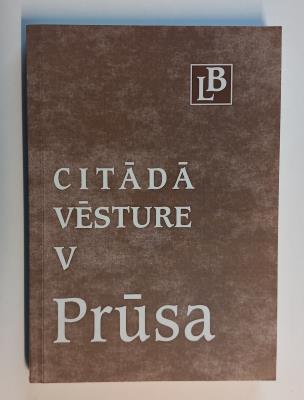 LB
CITĀDĀ
VĒSTURE
V
Prūsa